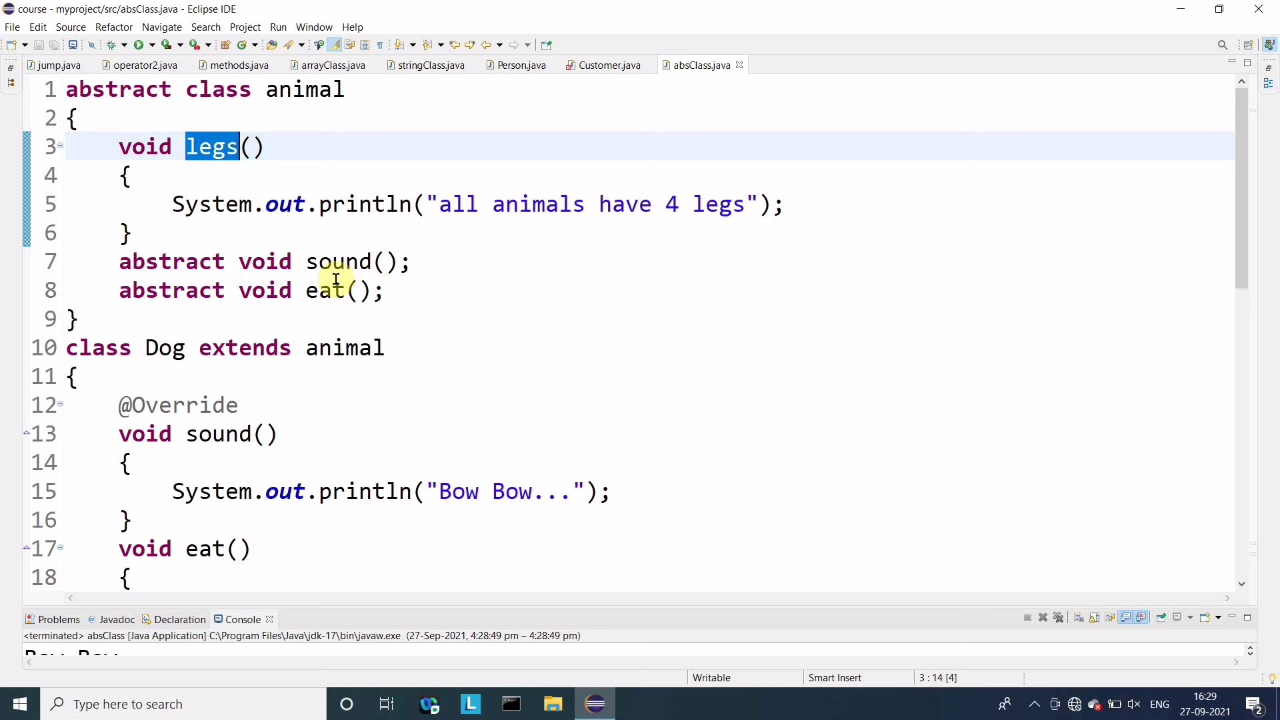 course - myproject/src/absClass.java - Eclipse IDE
File Edit Source Refactor Navigate Search Project Run Window Help
jump.java operator2.java methods.java arrayClass.java stringClass.java Person.java Customer.java absClass.java
1 abstract class animal
2 {
3 void legs()
4 {
5 System.out.println("all animals have 4 legs");
6 }
7 abstract void sound();
8 abstract void eat();
9 }
10 class Dog extends animal
11 {
12 @Override
13 void sound()
14 {
15 System.out.println("Bow Bow...");
16 }
17 void eat()
18 {
Problems Javadoc Declaration Console
<terminated> absClass [Java Application] C:\Program Files\Java\jdk-17\bin\javaw.exe (27-Sep-2021, 4:28:49 pm – 4:28:49 pm)
Writable Smart Insert 3 : 14 [4]
Type here to search
L
ENG
16:29
27-09-2021
2